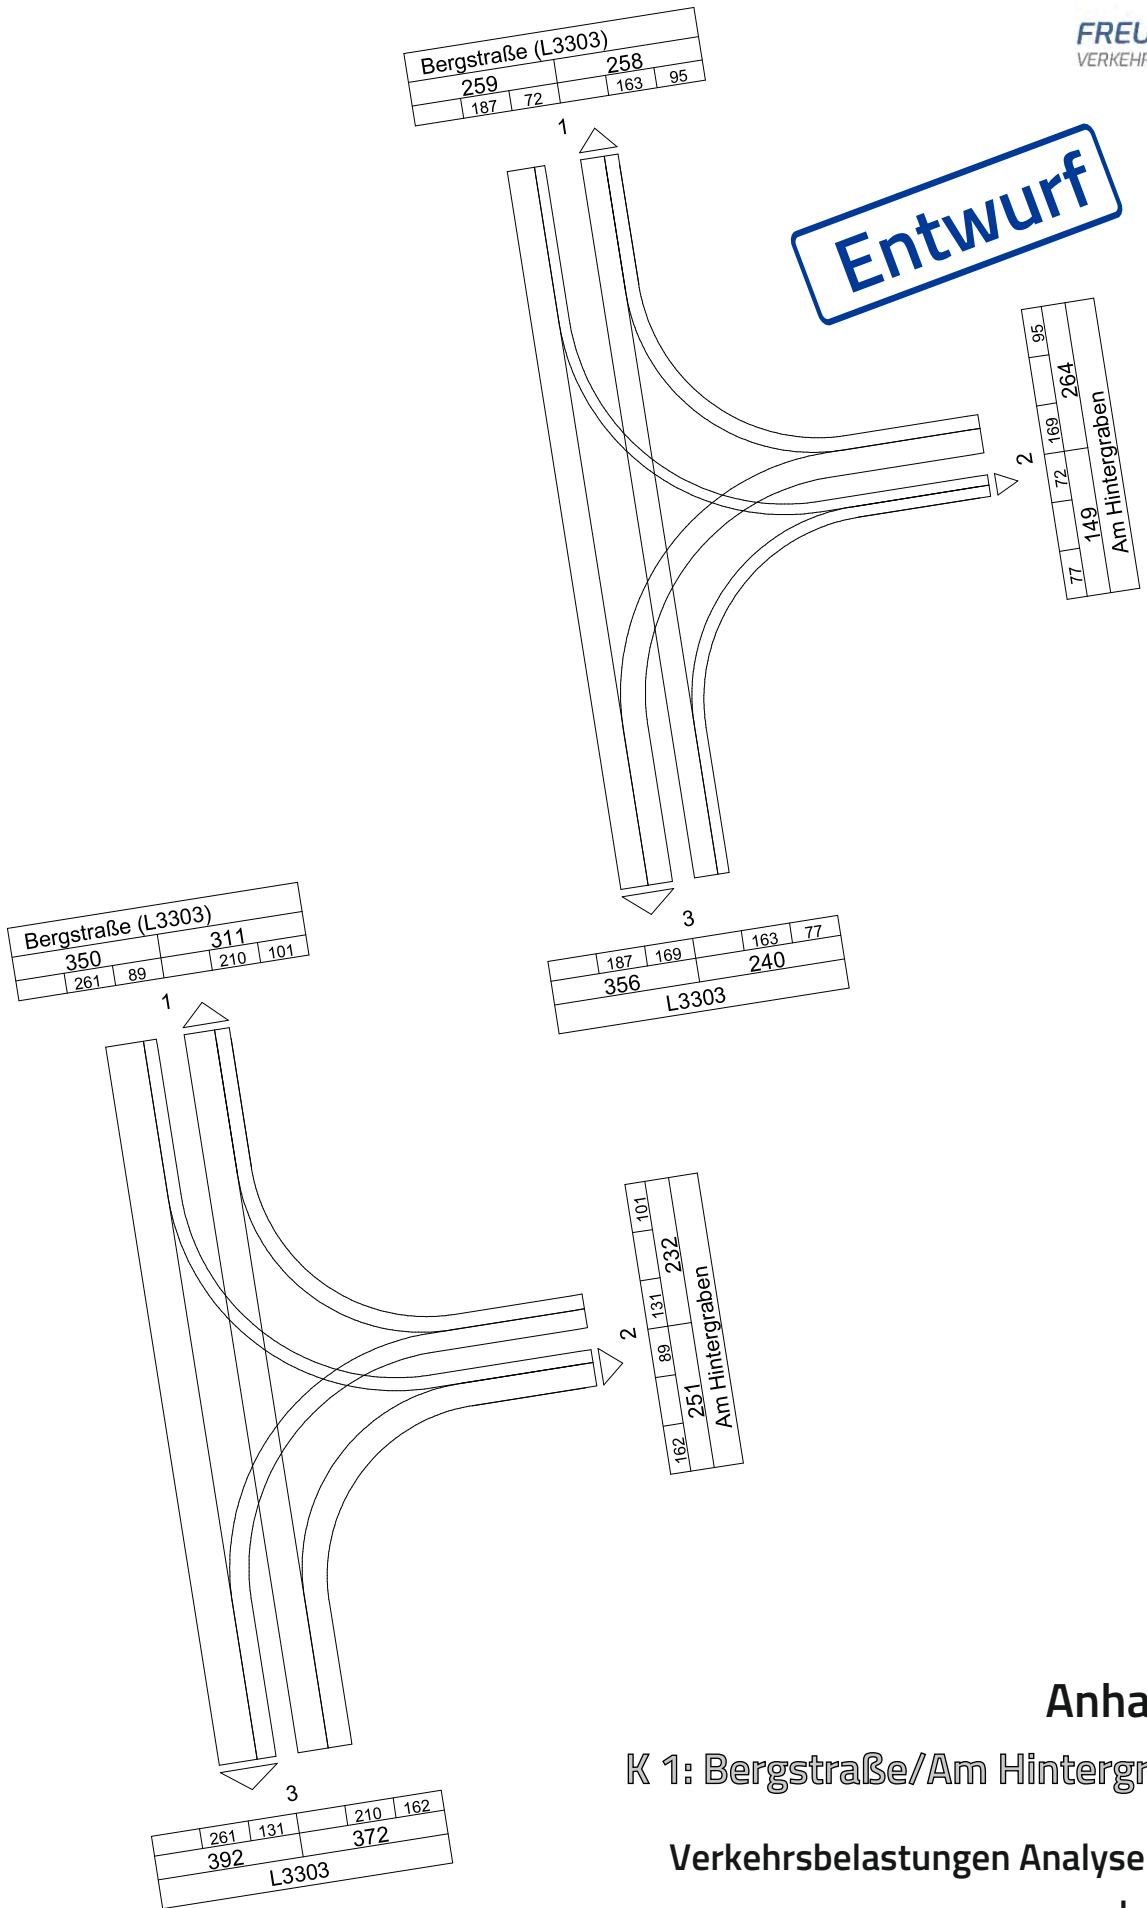 FREU
VERKEHR
Bergstraße (L3303)
259 258
187 72 163 95
1
Entwurf
95 169 72 77
264 149
Am Hintergraben
2
3
187 169 163 77
356 240
L3303
Bergstraße (L3303)
350 311
261 89 210 101
1
101 131 89 162
232 251
Am Hintergraben
2
3
261 131 210 162
392 372
L3303
Anha
K 1: Bergstraße/Am Hintergr
Verkehrsbelastungen Analyse